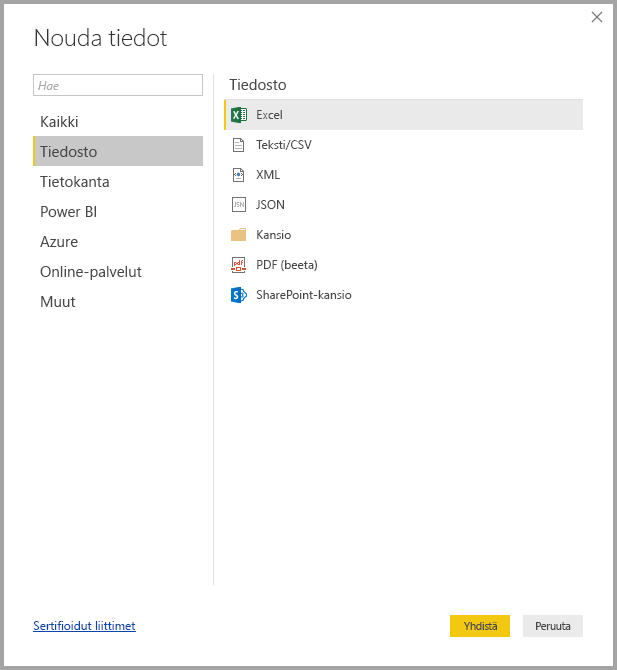 Nouda tiedot
Hae
Kaikki
Tiedosto
Tietokanta
Power BI
Azure
Online-palvelut
Muut
Tiedosto
Excel
Teksti/CSV
XML
JSON
Kansio
PDF (beeta)
SharePoint-kansio
Sertifioidut liittimet
Yhdistä
Peruuta